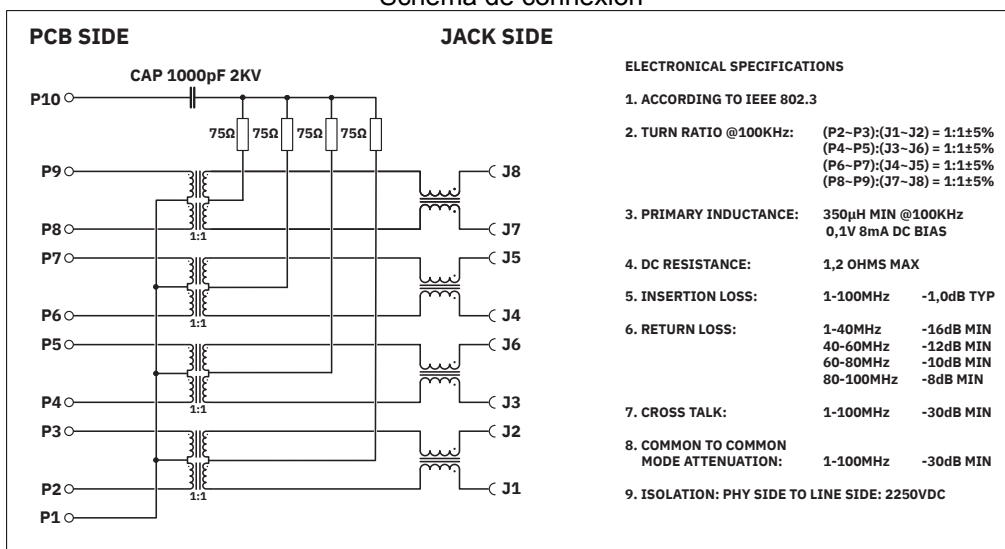 Schéma de connexion
PCB SIDE
JACK SIDE
CAP 1000pF 2KV
P10
75Ω 75Ω 75Ω 75Ω
P9
J8
P8
J7
1:1
P7
J5
P6
J4
1:1
P5
J6
P4
J3
1:1
P3
J2
P2
J1
1:1
P1
ELECTRONICAL SPECIFICATIONS
1. ACCORDING TO IEEE 802.3
2. TURN RATIO @100KHz: (P2~P3):(J1~J2) = 1:1±5%
(P4~P5):(J3~J6) = 1:1±5%
(P6~P7):(J4~J5) = 1:1±5%
(P8~P9):(J7~J8) = 1:1±5%
3. PRIMARY INDUCTANCE: 350µH MIN @100KHz
0,1V 8mA DC BIAS
4. DC RESISTANCE: 1,2 OHMS MAX
5. INSERTION LOSS: 1-100MHz -1,0dB TYP
6. RETURN LOSS: 1-40MHz -16dB MIN
40-60MHz -12dB MIN
60-80MHz -10dB MIN
80-100MHz -8dB MIN
7. CROSS TALK: 1-100MHz -30dB MIN
8. COMMON TO COMMON
MODE ATTENUATION: 1-100MHz -30dB MIN
9. ISOLATION: PHY SIDE TO LINE SIDE: 2250VDC